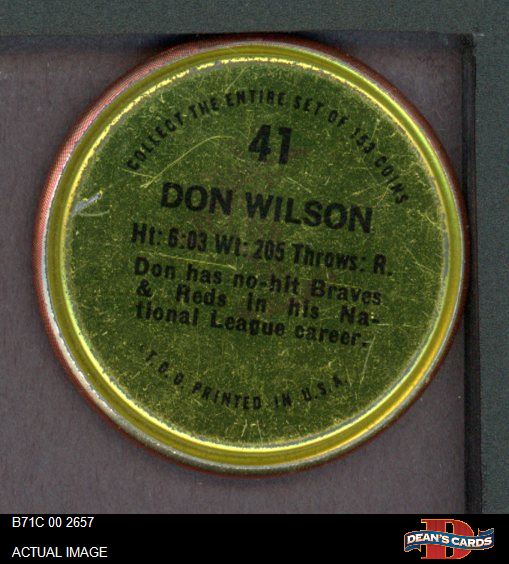 COLLECT THE ENTIRE SET OF 153 COINS
41
DON WILSON
Ht: 6:03 Wt: 205 Throws: R.
Don has no-hit Braves
& Reds in his Na-
tional League career.
T.C.G. PRINTED IN U.S.A.
B71C 00 2657
ACTUAL IMAGE
D
DEAN'S CARDS